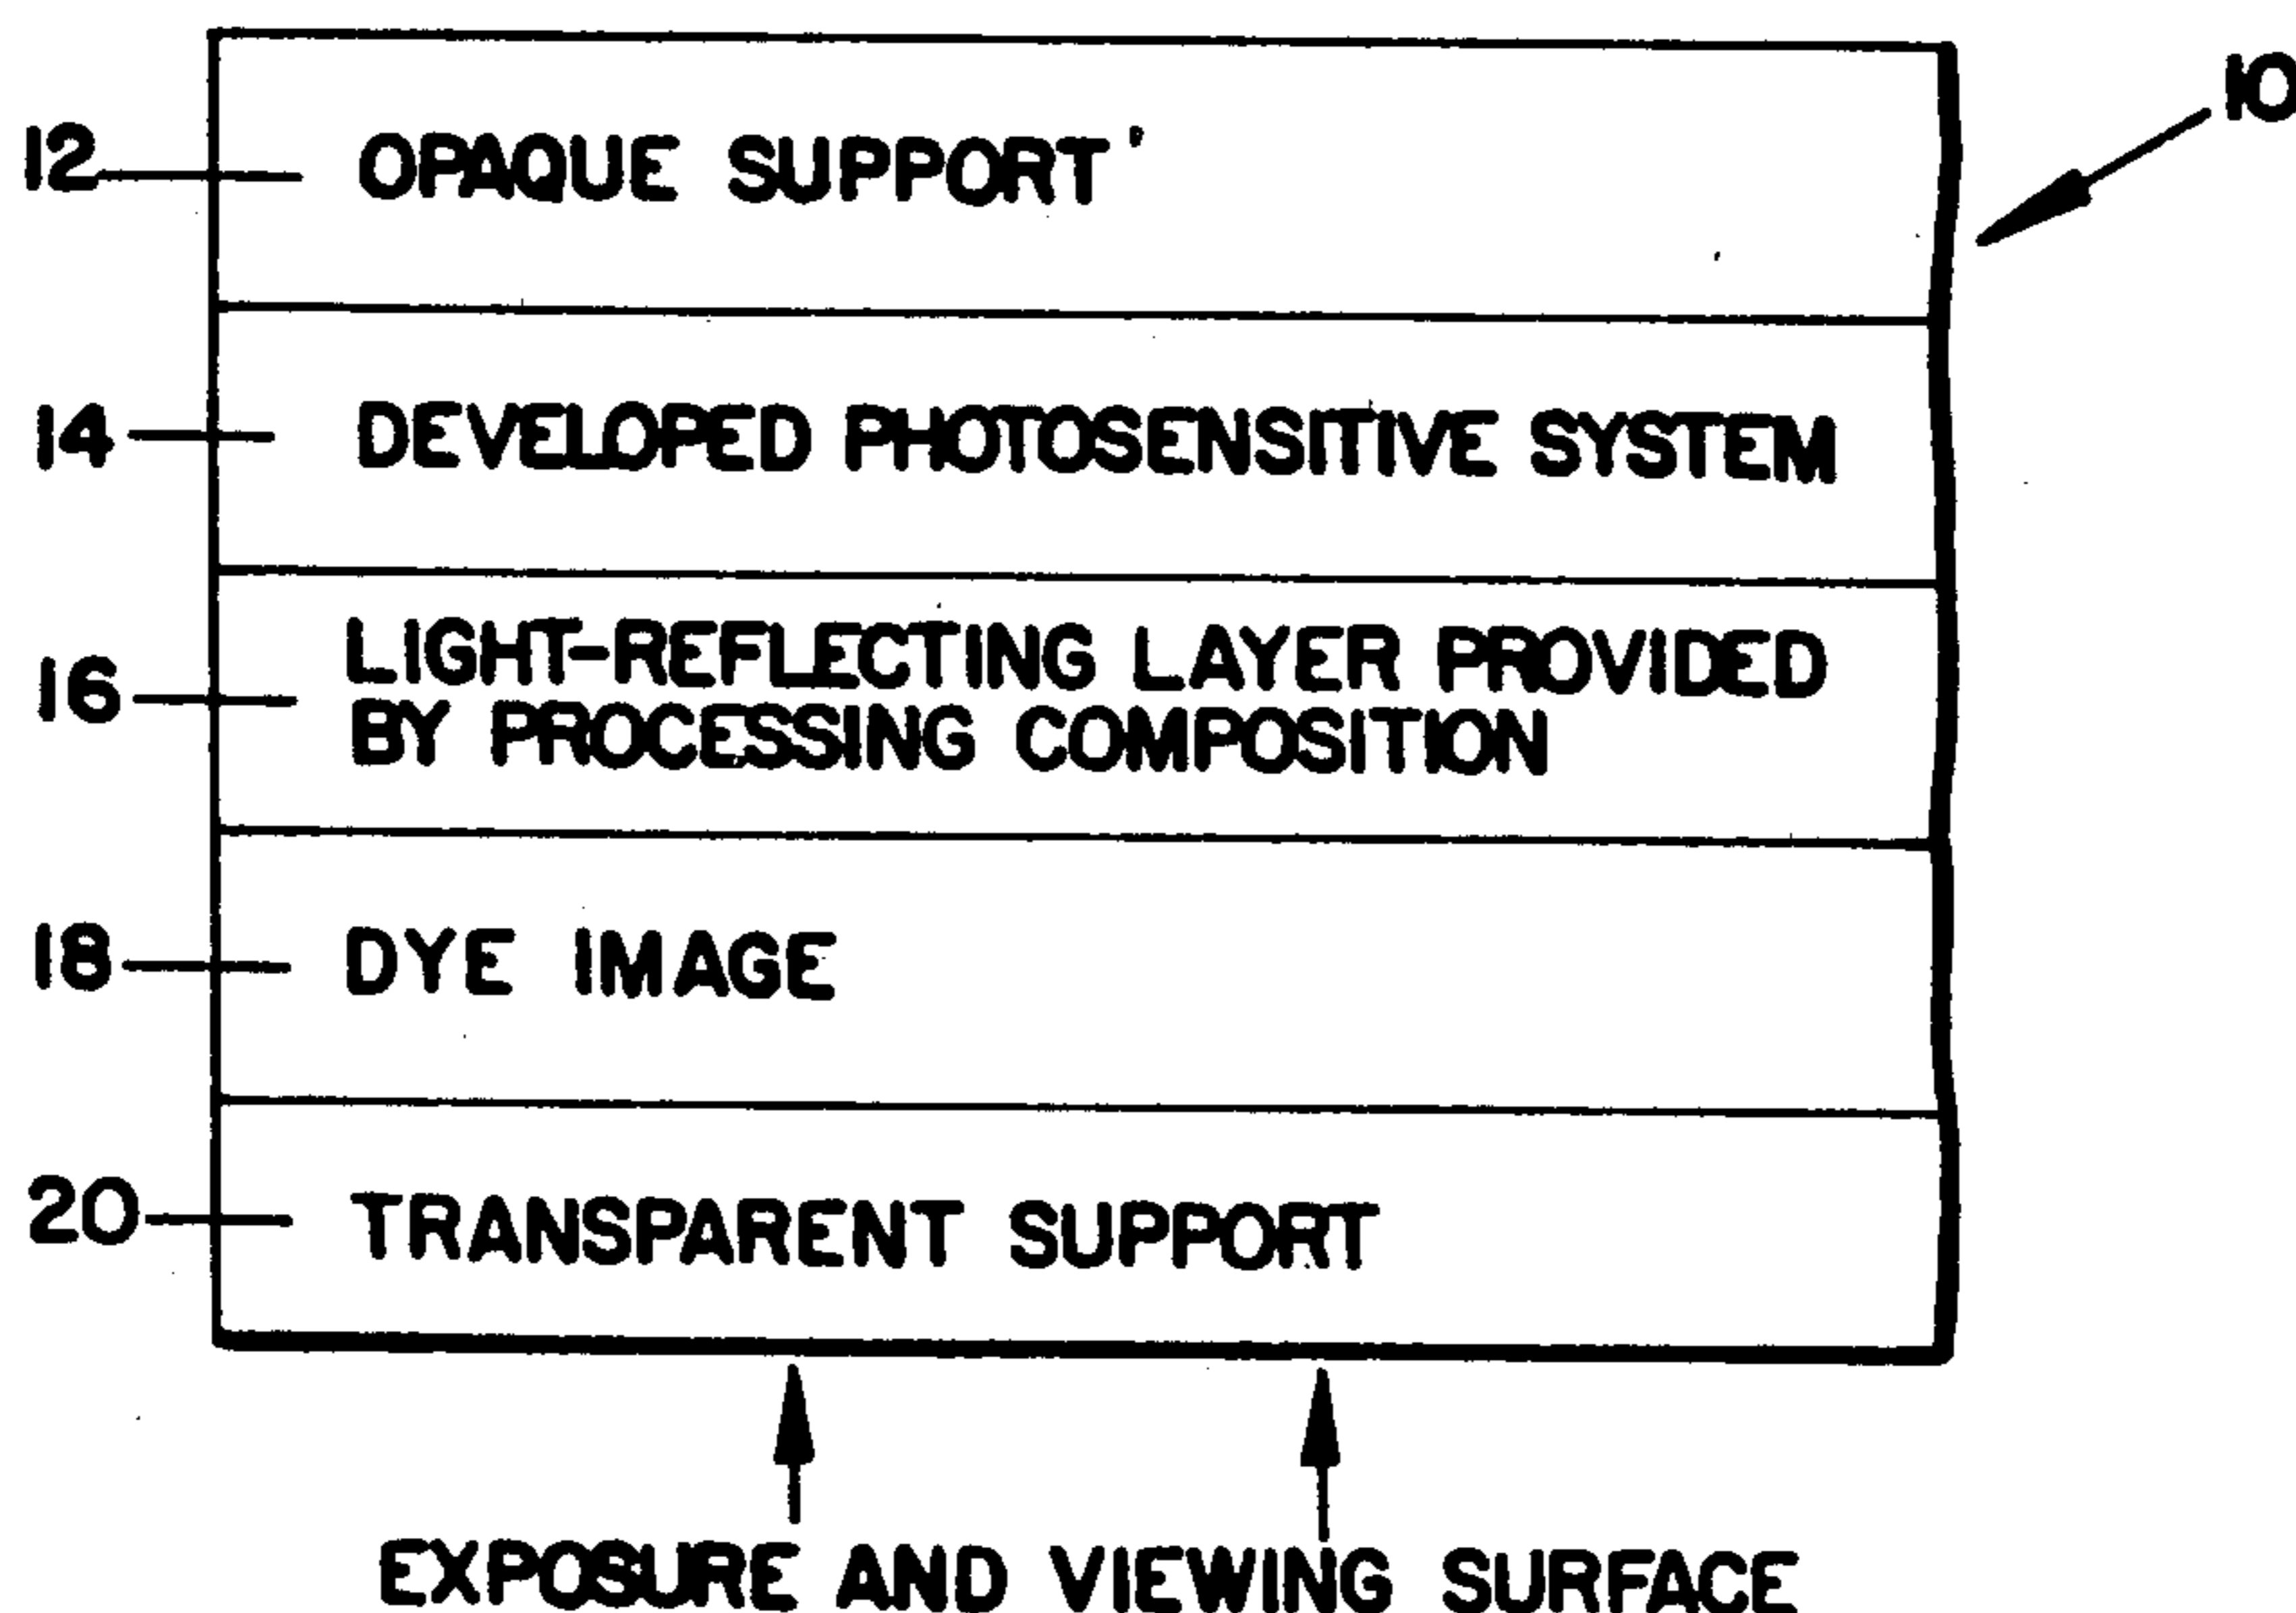 10
12 OPAQUE SUPPORT
14 DEVELOPED PHOTOSENSITIVE SYSTEM
16 LIGHT-REFLECTING LAYER PROVIDED
BY PROCESSING COMPOSITION
18 DYE IMAGE
20 TRANSPARENT SUPPORT
EXPOSURE AND VIEWING SURFACE